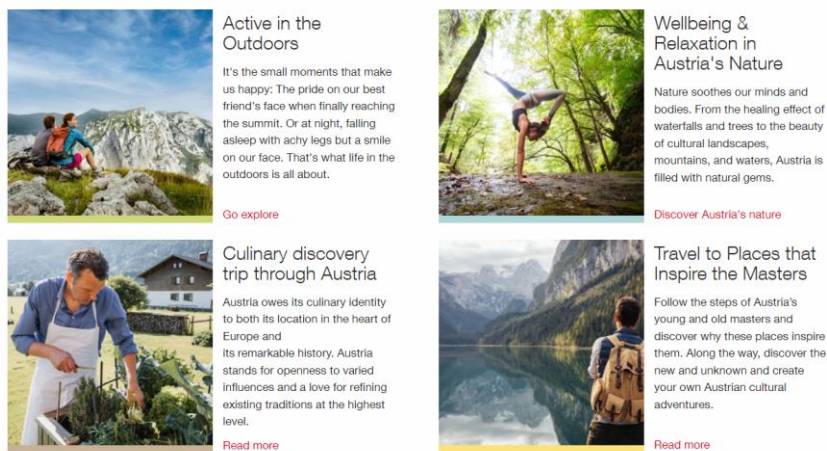 Active in the
Outdoors
It's the small moments that make
us happy: The pride on our best
friend's face when finally reaching
the summit. Or at night, falling
asleep with achy legs but a smile
on our face. That's what life in the
outdoors is all about.
Go explore
Wellbeing &
Relaxation in
Austria's Nature
Nature soothes our minds and
bodies. From the healing effect of
waterfalls and trees to the beauty
of cultural landscapes,
mountains, and waters, Austria is
filled with natural gems.
Discover Austria's nature
Culinary discovery
trip through Austria
Austria owes its culinary identity
to both its location in the heart of
Europe and
its remarkable history. Austria
stands for openness to varied
influences and a love for refining
existing traditions at the highest
level.
Read more
Travel to Places that
Inspire the Masters
Follow the steps of Austria's
young and old masters and
discover why these places inspire
them. Along the way, discover the
new and unknown and create
your own Austrian cultural
adventures.
Read more